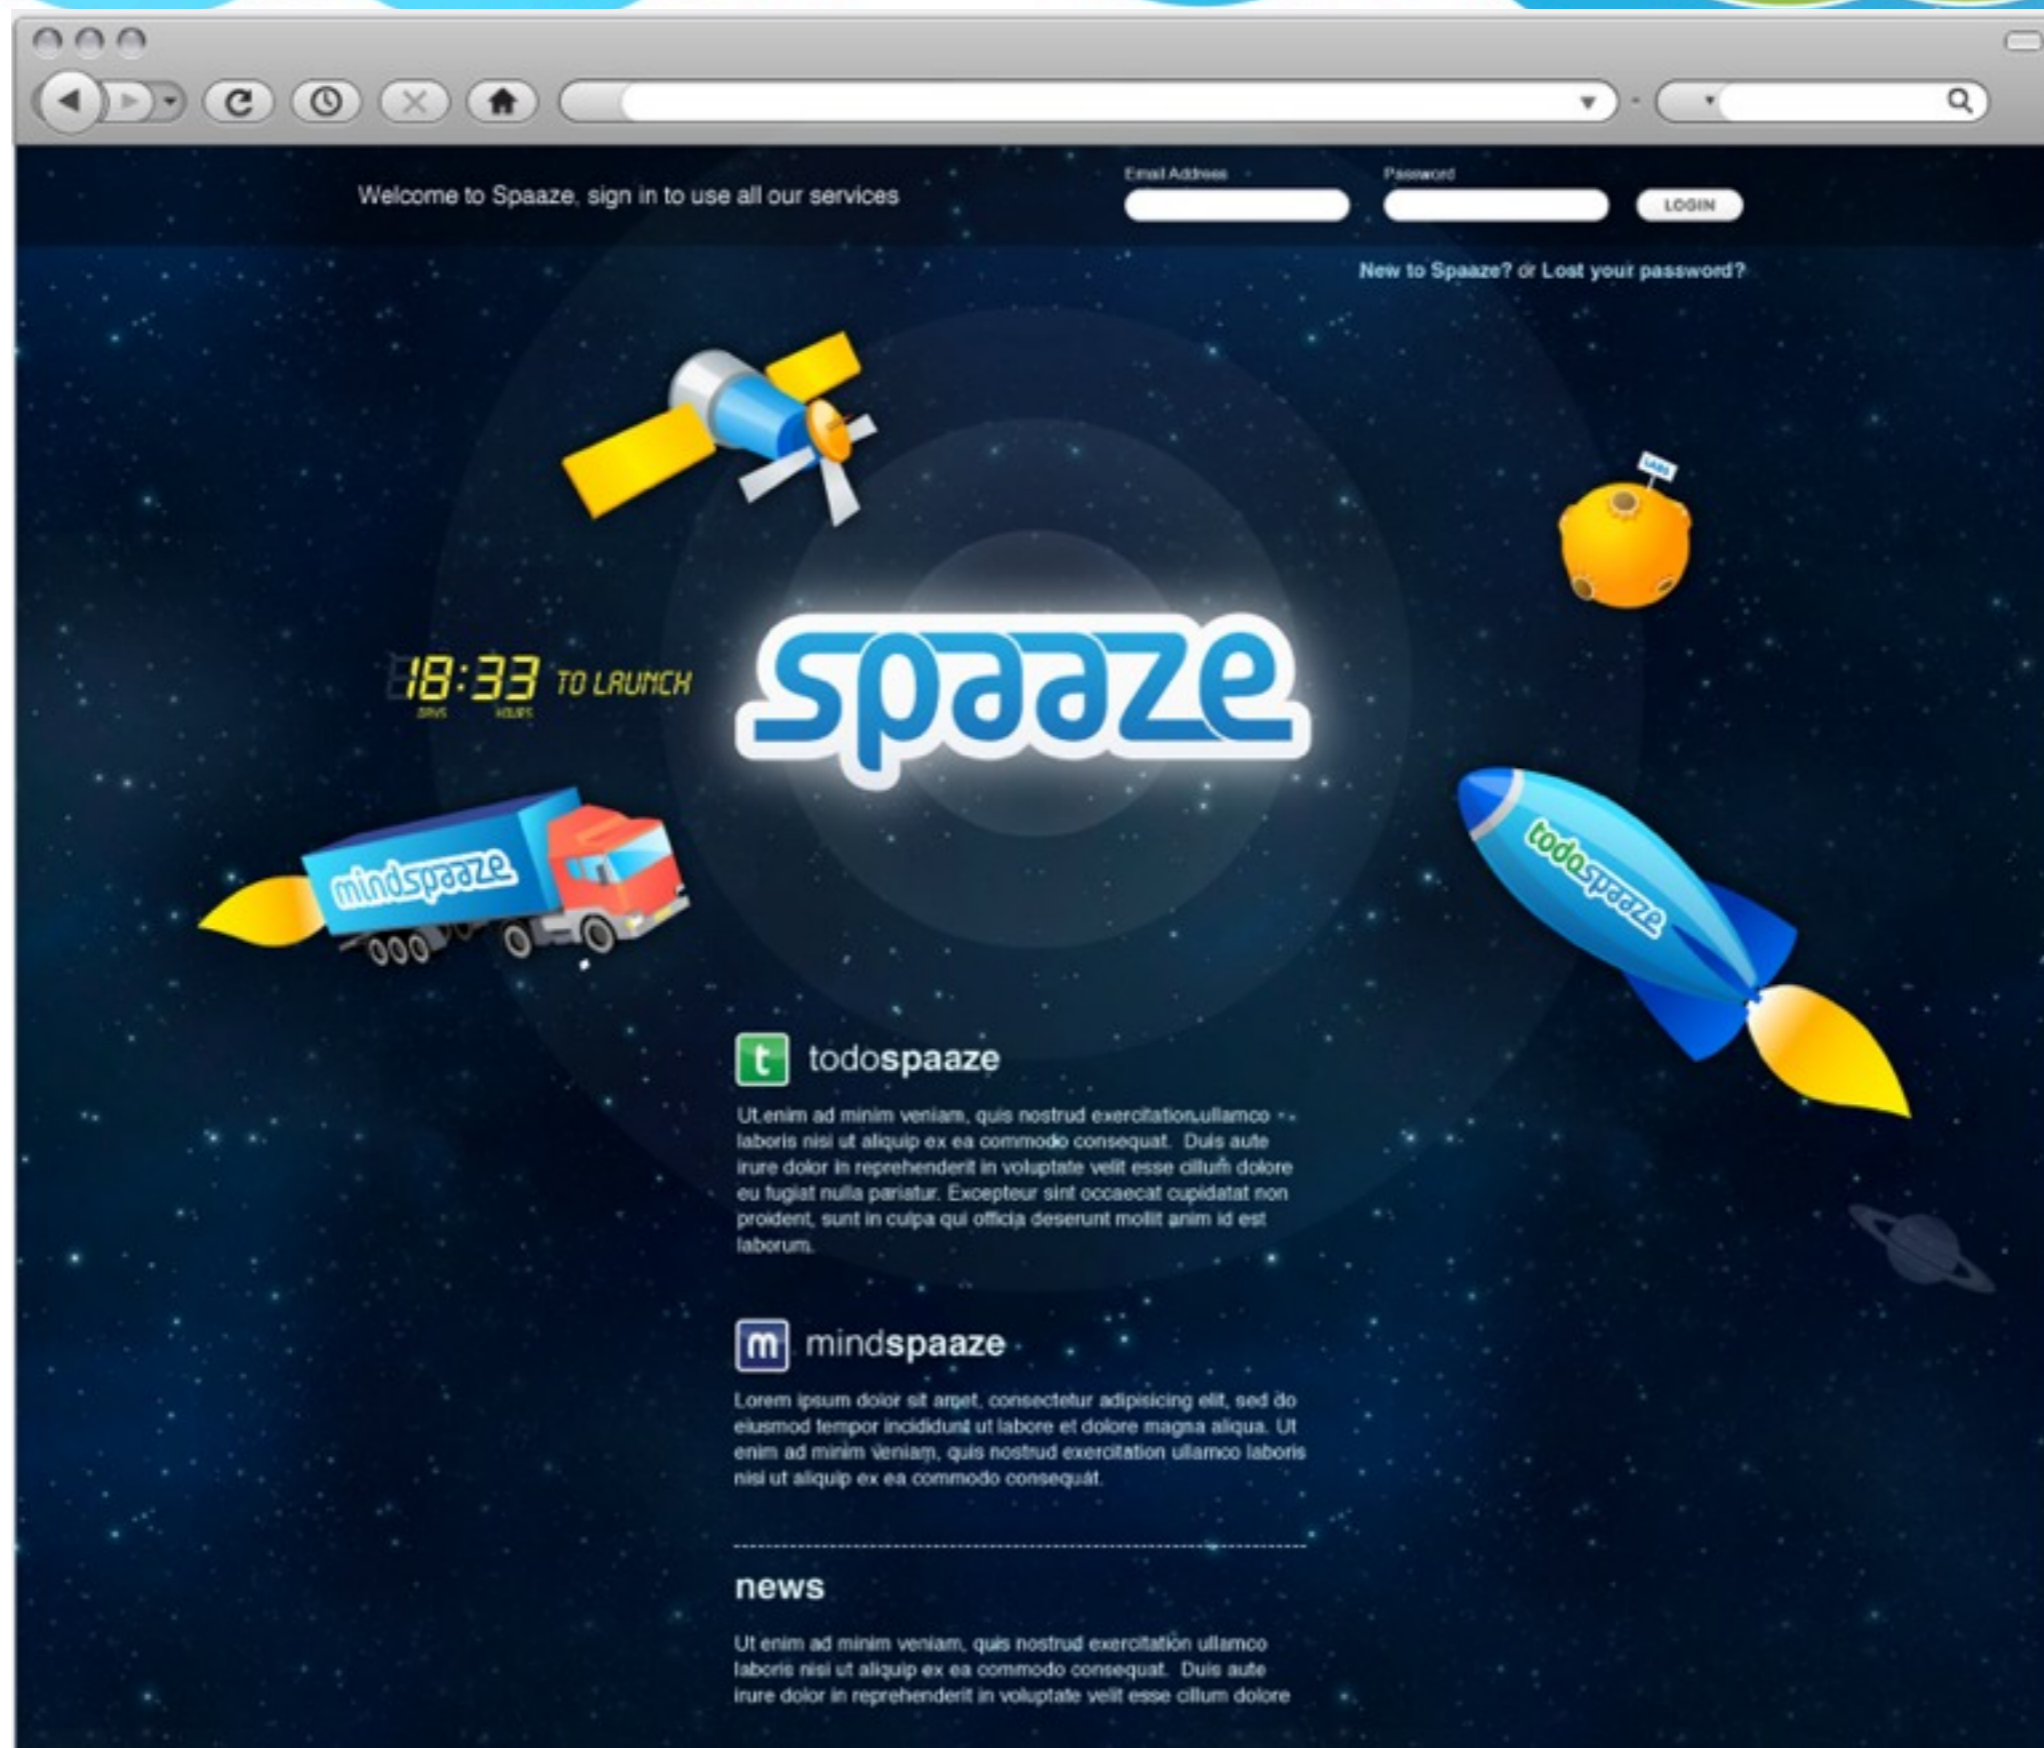 Email Address
Password
Welcome to Spaaze, sign in to use all our services
LOGIN
New to Spaaze? or Lost your password?
LABS
spaaze
18:33 TO LAUNCH
DAYS HOURS
mindspaaze
todospaaze
t todospaaze
Ut enim ad minim veniam, quis nostrud exercitation ullamco
laboris nisi ut aliquip ex ea commodo consequat. Duis aute
irure dolor in reprehenderit in voluptate velit esse cillum dolore
eu fugiat nulla pariatur. Excepteur sint occaecat cupidatat non
proident, sunt in culpa qui officia deserunt mollit anim id est
laborum.
m mindspaaze
Lorem ipsum dolor sit amet, consectetur adipisicing elit, sed do
eiusmod tempor incididunt ut labore et dolore magna aliqua. Ut
enim ad minim veniam, quis nostrud exercitation ullamco laboris
nisi ut aliquip ex ea commodo consequat.
news
Ut enim ad minim veniam, quis nostrud exercitation ullamco
laboris nisi ut aliquip ex ea commodo consequat. Duis aute
irure dolor in reprehenderit in voluptate velit esse cillum dolore